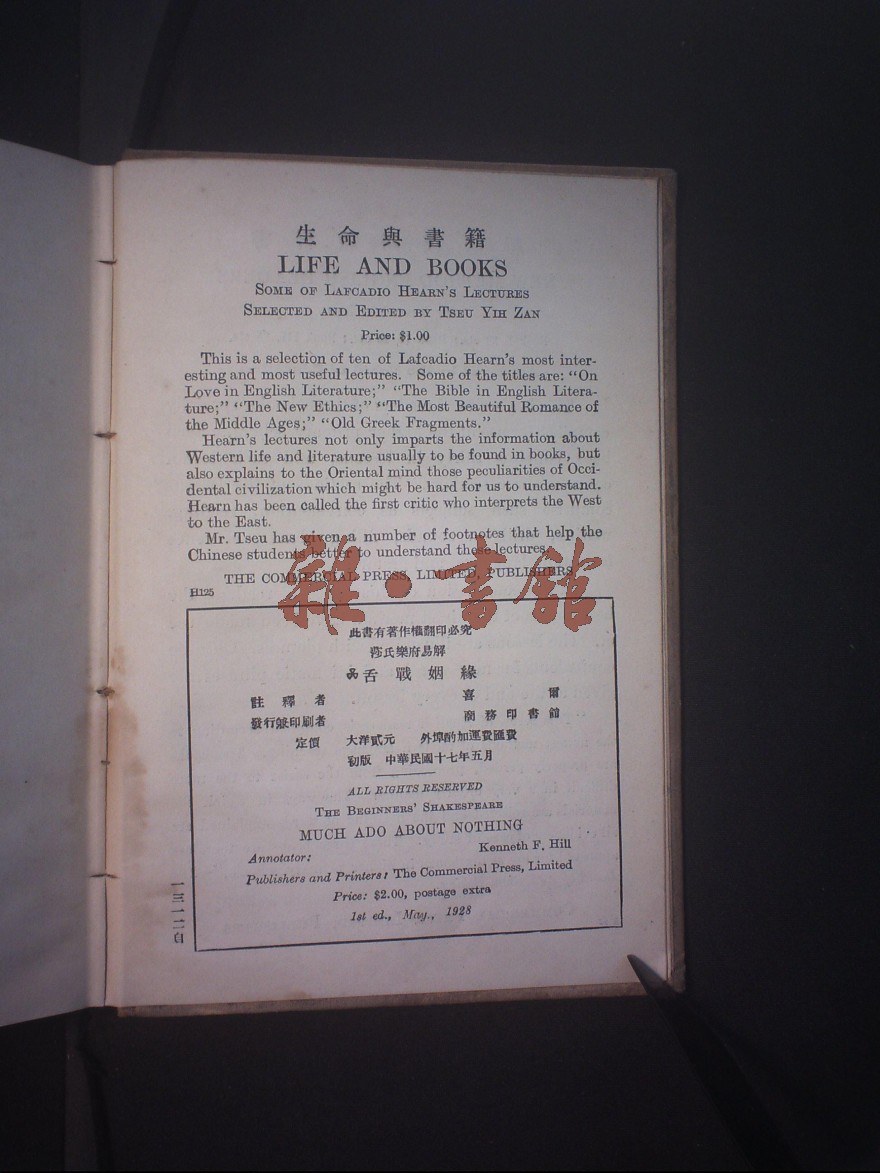 生命與書籍
LIFE AND BOOKS
SOME OF LAFCADIO HEARN'S LECTURES
SELECTED AND EDITED BY TSEU YIH ZAN
Price: $1.00
This is a selection of ten of Lafcadio Hearn's most inter-
esting and most useful lectures. Some of the titles are: "On
Love in English Literature;" "The Bible in English Litera-
ture;" "The New Ethics;" "The Most Beautiful Romance of
the Middle Ages;" "Old Greek Fragments."
Hearn's lectures not only imparts the information about
Western life and literature usually to be found in books, but
also explains to the Oriental mind those peculiarities of Occi-
dental civilization which might be hard for us to understand.
Hearn has been called the first critic who interprets the West
to the East.
Mr. Tseu has given a number of footnotes that help the
Chinese students better to understand these lectures.
THE COMMERCIAL PRESS, LIMITED, PUBLISHERS
H125
雜·書館
此書有著作權翻印必究
莎氏樂府易解
舌戰姻緣
註釋者 喜爾
發行兼印刷者 商務印書館
定價 大洋貳元 外埠酌加運費匯費
初版 中華民國十七年五月
ALL RIGHTS RESERVED
THE BEGINNERS' SHAKESPEARE
MUCH ADO ABOUT NOTHING
Annotator: Kenneth F. Hill
Publishers and Printers: The Commercial Press, Limited
Price: $2.00, postage extra
1st ed., May., 1928